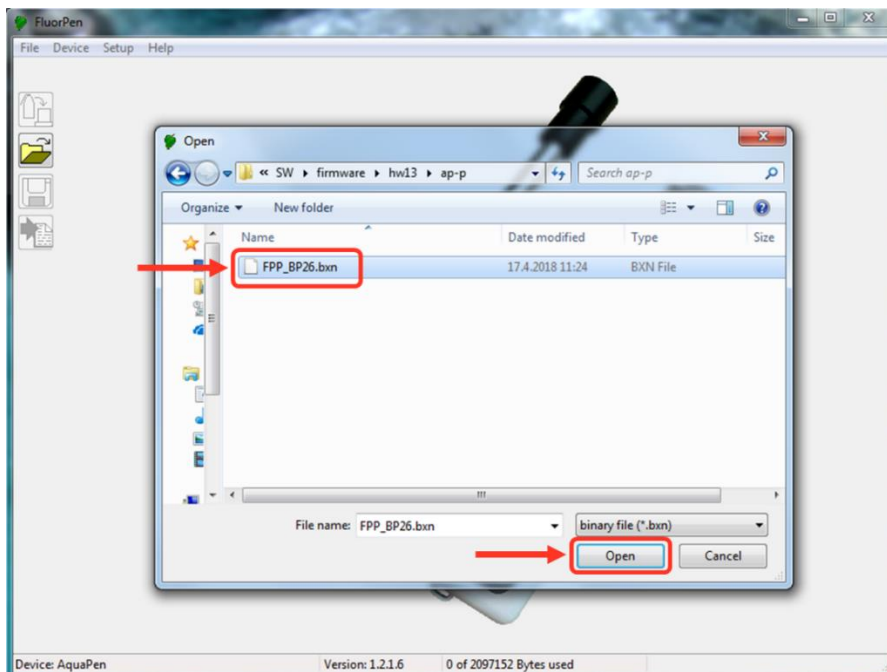 FluorPen
File Device Setup Help
Open
« SW ▸ firmware ▸ hw13 ▸ ap-p
Search ap-p
Organize ▾ New folder
Name Date modified Type Size
FPP_BP26.bxn 17.4.2018 11:24 BXN File
File name: FPP_BP26.bxn binary file (*.bxn)
Open Cancel
Device: AquaPen Version: 1.2.1.6 0 of 2097152 Bytes used